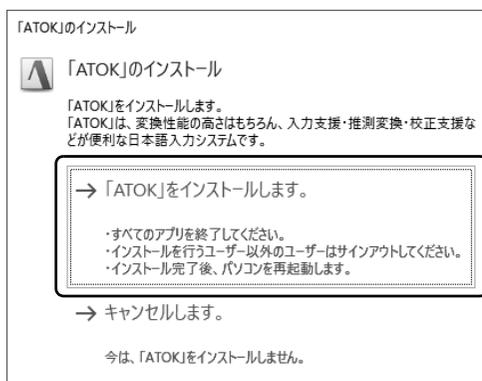 「ATOK」のインストール
「ATOK」のインストール
「ATOK」をインストールします。
「ATOK」は、変換性能の高さはもちろん、入力支援・推測変換・校正支援な
どが便利な日本語入力システムです。
→ 「ATOK」をインストールします。
・すべてのアプリを終了してください。
・インストールを行うユーザー以外のユーザーはサインアウトしてください。
・インストール完了後、パソコンを再起動します。
→ キャンセルします。
今は、「ATOK」をインストールしません。